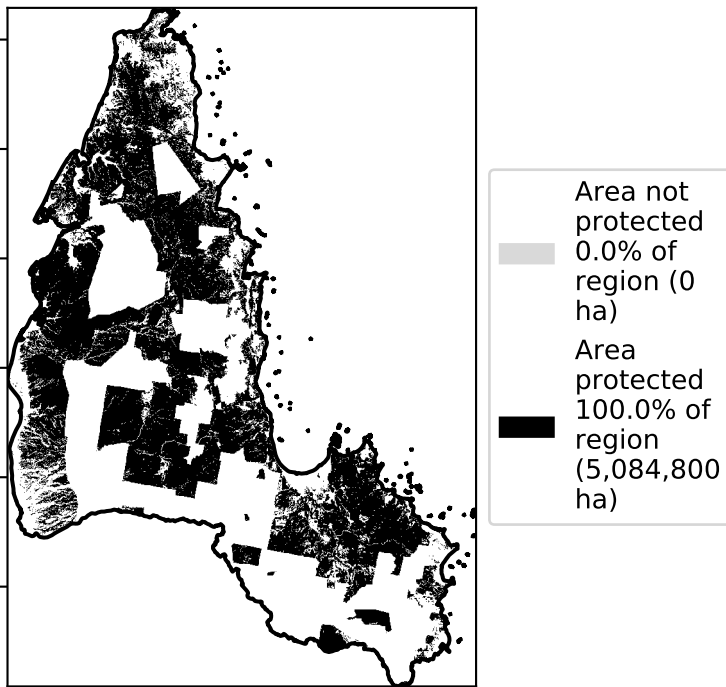 Area not
protected
0.0% of
region (0
ha)
Area
protected
100.0% of
region
(5,084,800
ha)